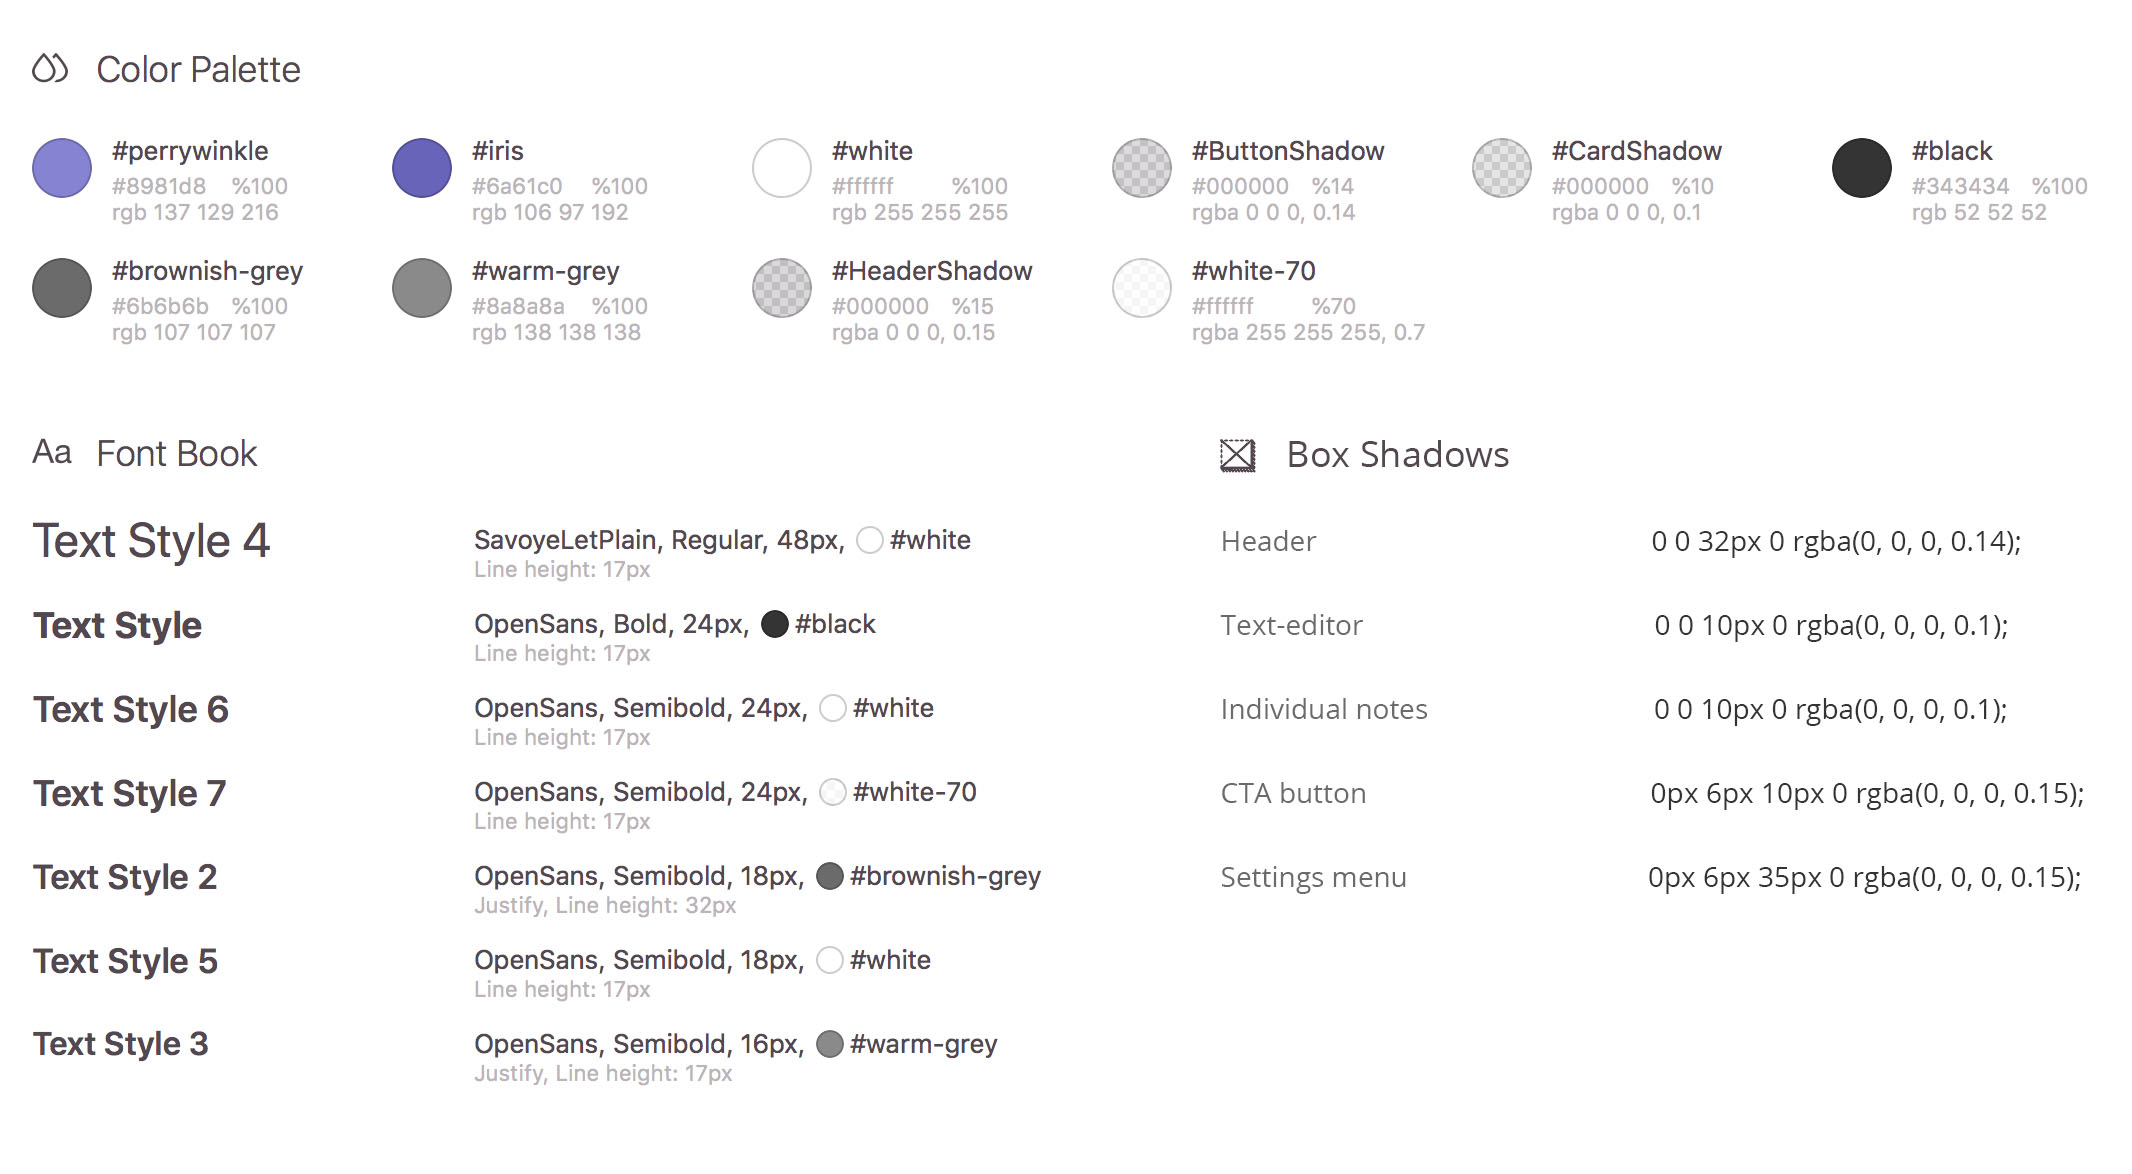 Color Palette
#perrywinkle
#8981d8 %100
rgb 137 129 216
#iris
#6a61c0 %100
rgb 106 97 192
#white
#ffffff %100
rgb 255 255 255
#ButtonShadow
#000000 %14
rgba 0 0 0, 0.14
#CardShadow
#000000 %10
rgba 0 0 0, 0.1
#black
#343434 %100
rgb 52 52 52
#brownish-grey
#6b6b6b %100
rgb 107 107 107
#warm-grey
#8a8a8a %100
rgb 138 138 138
#HeaderShadow
#000000 %15
rgba 0 0 0, 0.15
#white-70
#ffffff %70
rgba 255 255 255, 0.7
Aa Font Book
Text Style 4
SavoyeLetPlain, Regular, 48px, #white
Line height: 17px
Text Style
OpenSans, Bold, 24px, #black
Line height: 17px
Text Style 6
OpenSans, Semibold, 24px, #white
Line height: 17px
Text Style 7
OpenSans, Semibold, 24px, #white-70
Line height: 17px
Text Style 2
OpenSans, Semibold, 18px, #brownish-grey
Justify, Line height: 32px
Text Style 5
OpenSans, Semibold, 18px, #white
Line height: 17px
Text Style 3
OpenSans, Semibold, 16px, #warm-grey
Justify, Line height: 17px
Box Shadows
Header 0 0 32px 0 rgba(0, 0, 0, 0.14);
Text-editor 0 0 10px 0 rgba(0, 0, 0, 0.1);
Individual notes 0 0 10px 0 rgba(0, 0, 0, 0.1);
CTA button 0px 6px 10px 0 rgba(0, 0, 0, 0.15);
Settings menu 0px 6px 35px 0 rgba(0, 0, 0, 0.15);